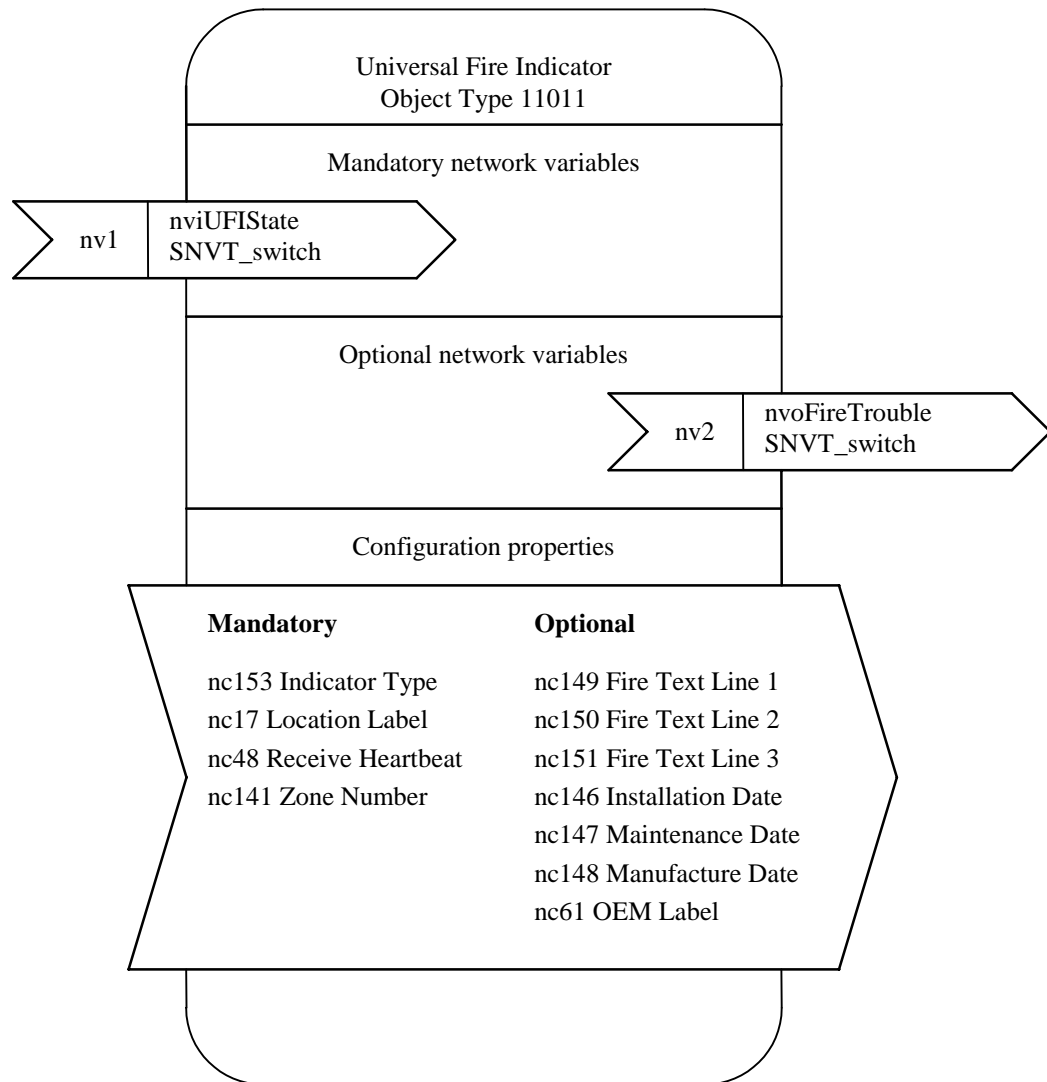 Universal Fire Indicator
Object Type 11011
Mandatory network variables
nv1
nviUFIState
SNVT_switch
Optional network variables
nv2
nvoFireTrouble
SNVT_switch
Configuration properties
Mandatory
nc153 Indicator Type
nc17 Location Label
nc48 Receive Heartbeat
nc141 Zone Number
Optional
nc149 Fire Text Line 1
nc150 Fire Text Line 2
nc151 Fire Text Line 3
nc146 Installation Date
nc147 Maintenance Date
nc148 Manufacture Date
nc61 OEM Label